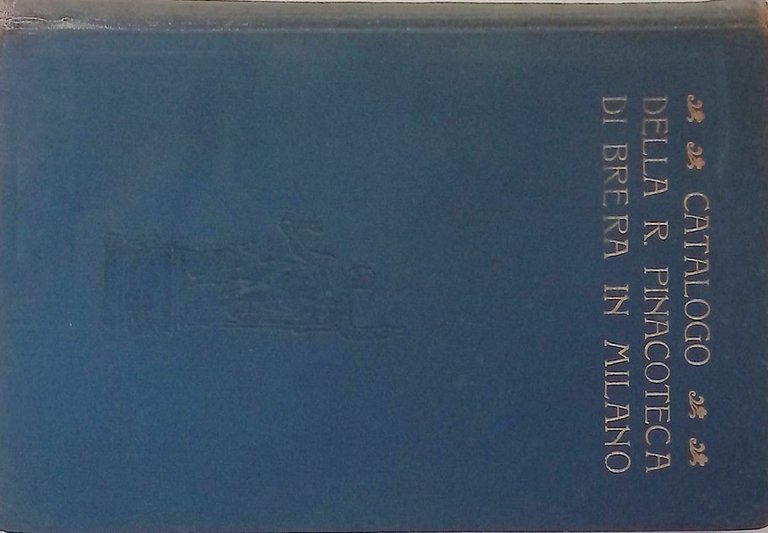 CATALOGO
DELLA R. PINACOTECA
DI BRERA IN MILANO